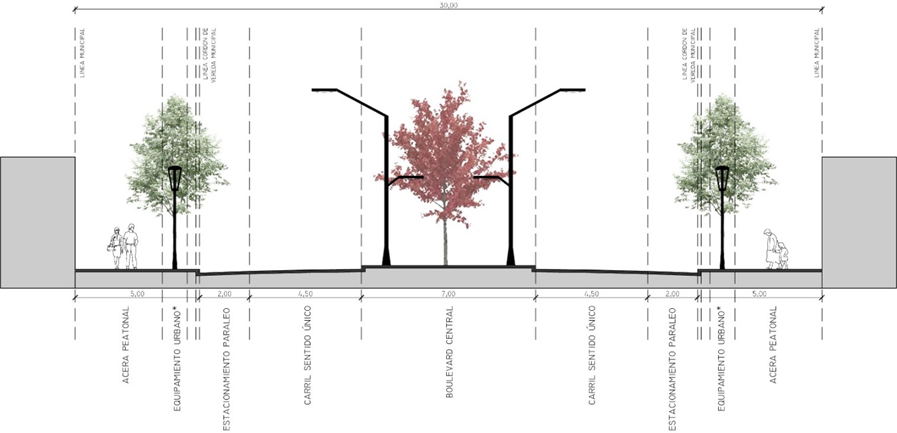 30,00
LINEA MUNICIPAL
LINEA CORDON DE
VEREDA MUNICIPAL
LINEA CORDON DE
VEREDA MUNICIPAL
LINEA MUNICIPAL
5,00
2,00
4,50
7,00
4,50
2,00
5,00
ACERA PEATONAL
EQUIPAMIENTO URBANO*
ESTACIONAMIENTO PARALEO
CARRIL SENTIDO ÚNICO
BOULEVARD CENTRAL
CARRIL SENTIDO ÚNICO
ESTACIONAMIENTO PARALEO
EQUIPAMIENTO URBANO*
ACERA PEATONAL